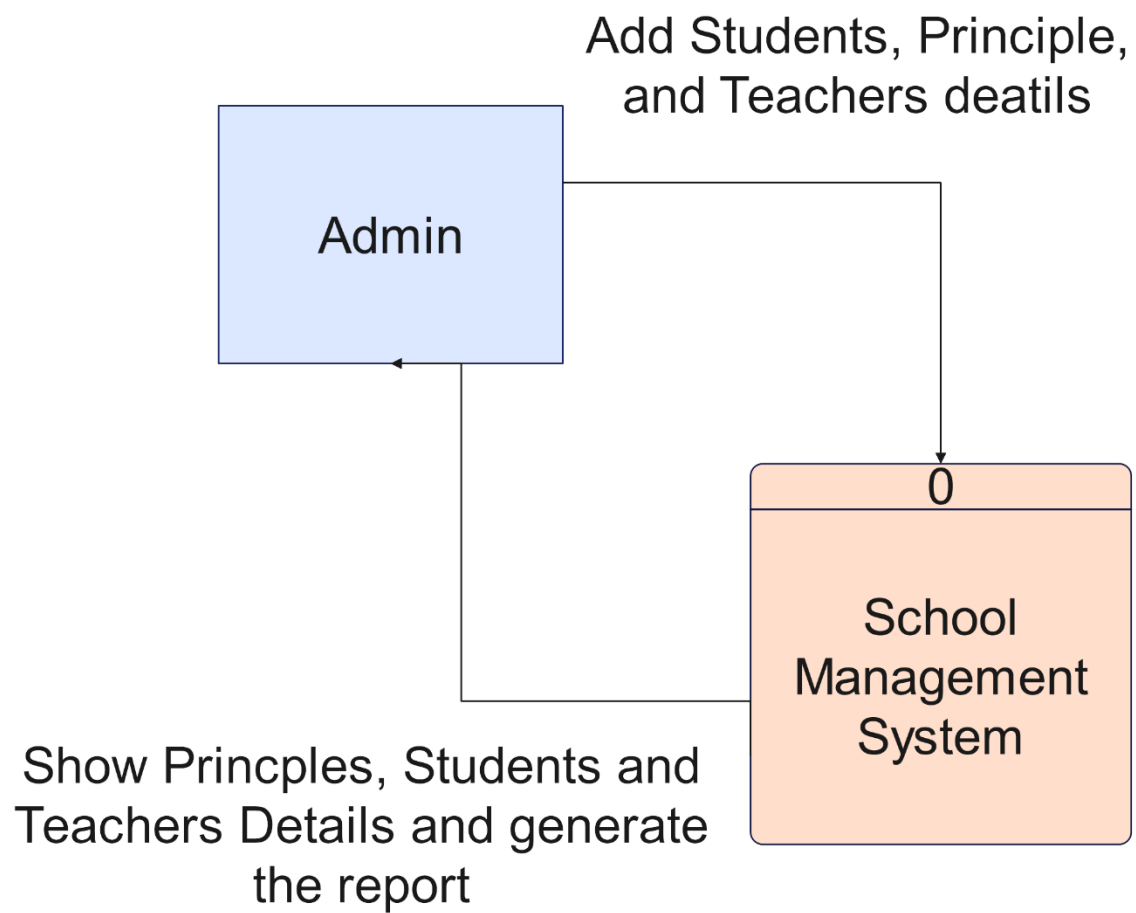 Add Students, Principle,
and Teachers deatils
Admin
0
School
Management
System
Show Princples, Students and
Teachers Details and generate
the report